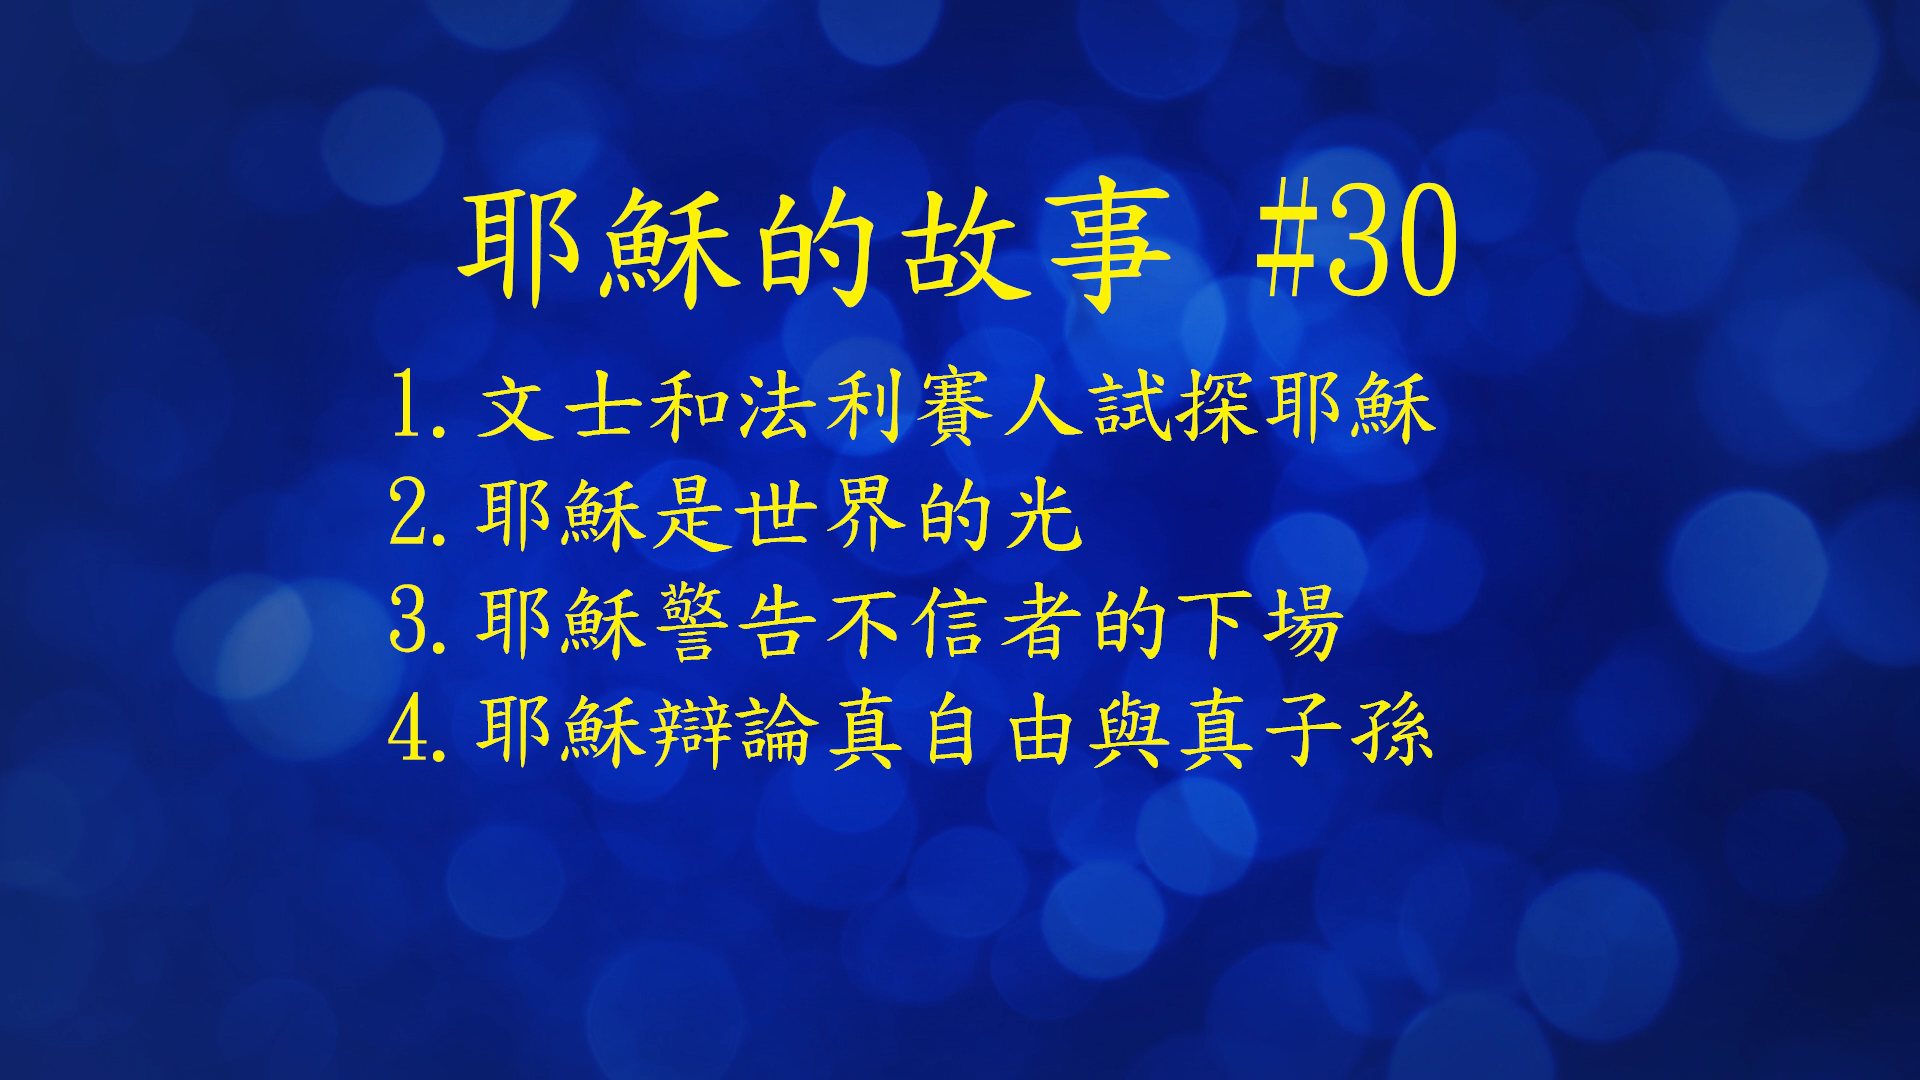 耶穌的故事 #30
1.文士和法利賽人試探耶穌
2.耶穌是世界的光
3.耶穌警告不信者的下場
4.耶穌辯論真自由與真子孫